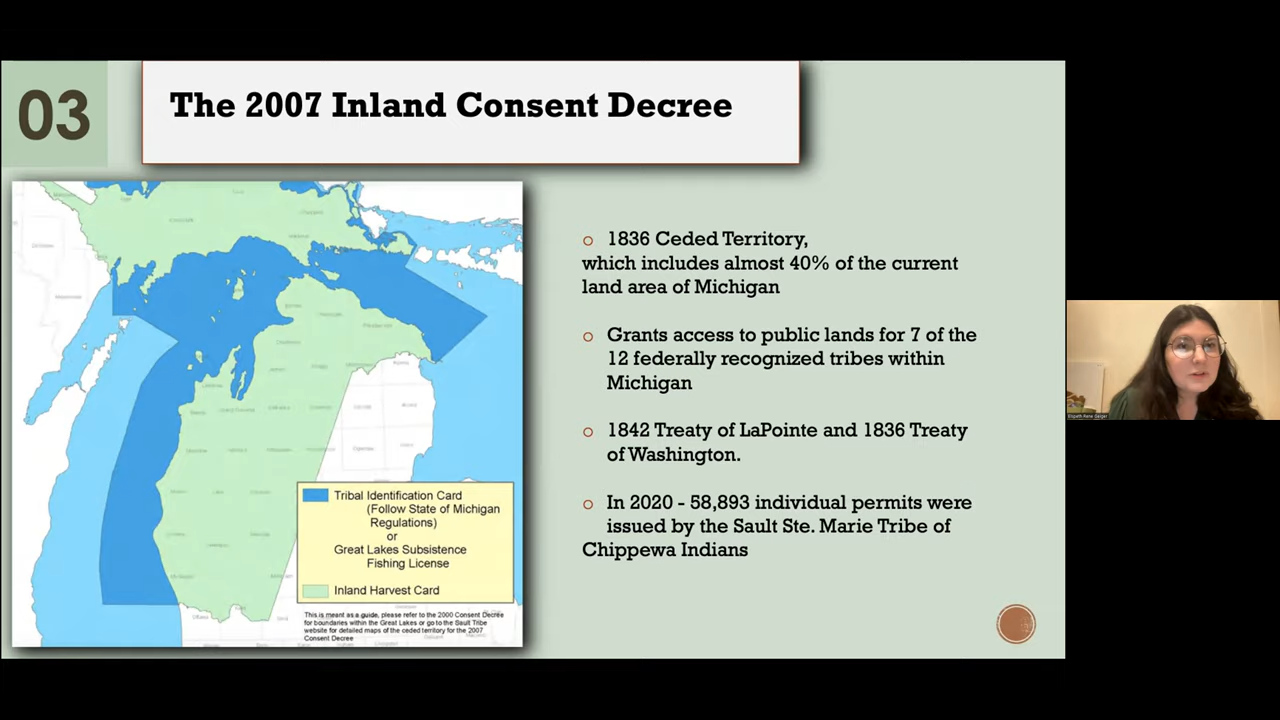 03
The 2007 Inland Consent Decree
1836 Ceded Territory,
which includes almost 40% of the current
land area of Michigan
Grants access to public lands for 7 of the
12 federally recognized tribes within
Michigan
1842 Treaty of LaPointe and 1836 Treaty
of Washington.
In 2020 - 58,893 individual permits were
issued by the Sault Ste. Marie Tribe of
Chippewa Indians
Tribal Identification Card
(Follow State of Michigan
Regulations)
or
Great Lakes Subsistence
Fishing License
Inland Harvest Card
This is meant as a guide, please refer to the 2000 Consent Decree
for boundaries within the Great Lakes or go to the Sault Tribe
website for detailed maps of the ceded territory for the 2007
Consent Decree